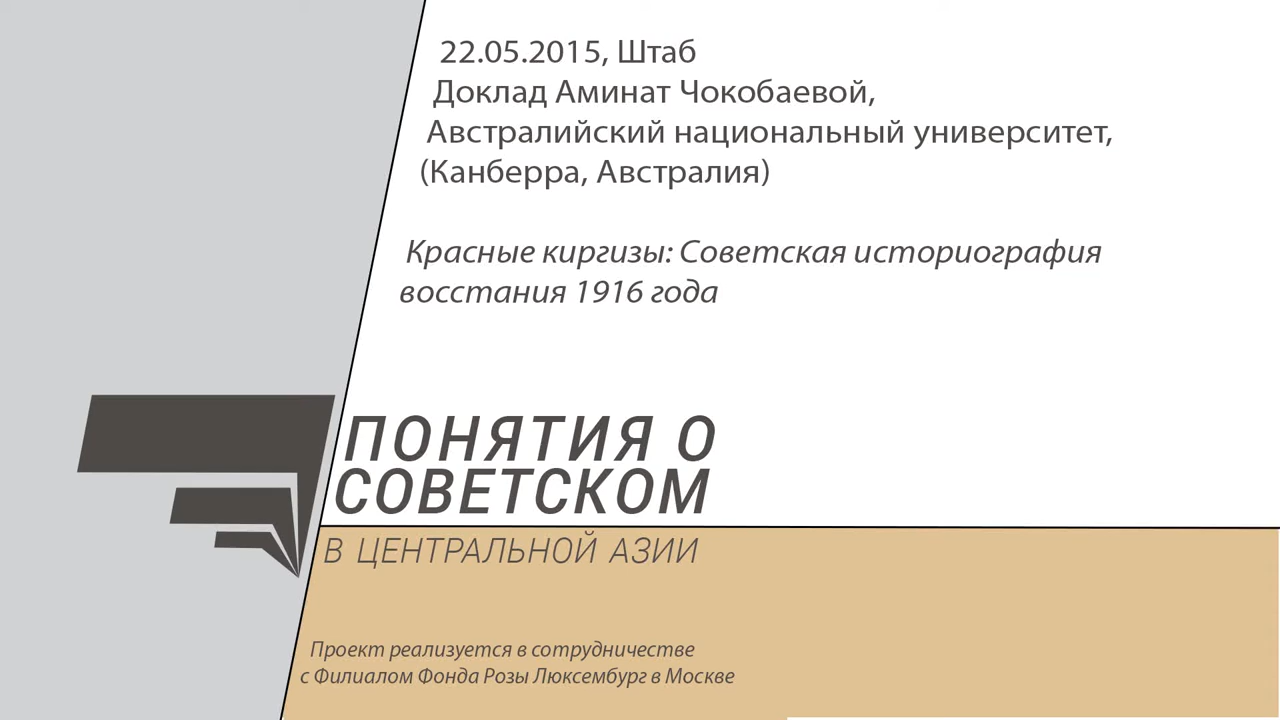 22.05.2015, Штаб
Доклад Аминат Чокобаевой,
Австралийский национальный университет,
(Канберра, Австралия)
Красные киргизы: Советская историография
восстания 1916 года
ПОНЯТИЯ О
СОВЕТСКОМ
В ЦЕНТРАЛЬНОЙ АЗИИ
Проект реализуется в сотрудничестве
с Филиалом Фонда Розы Люксембург в Москве